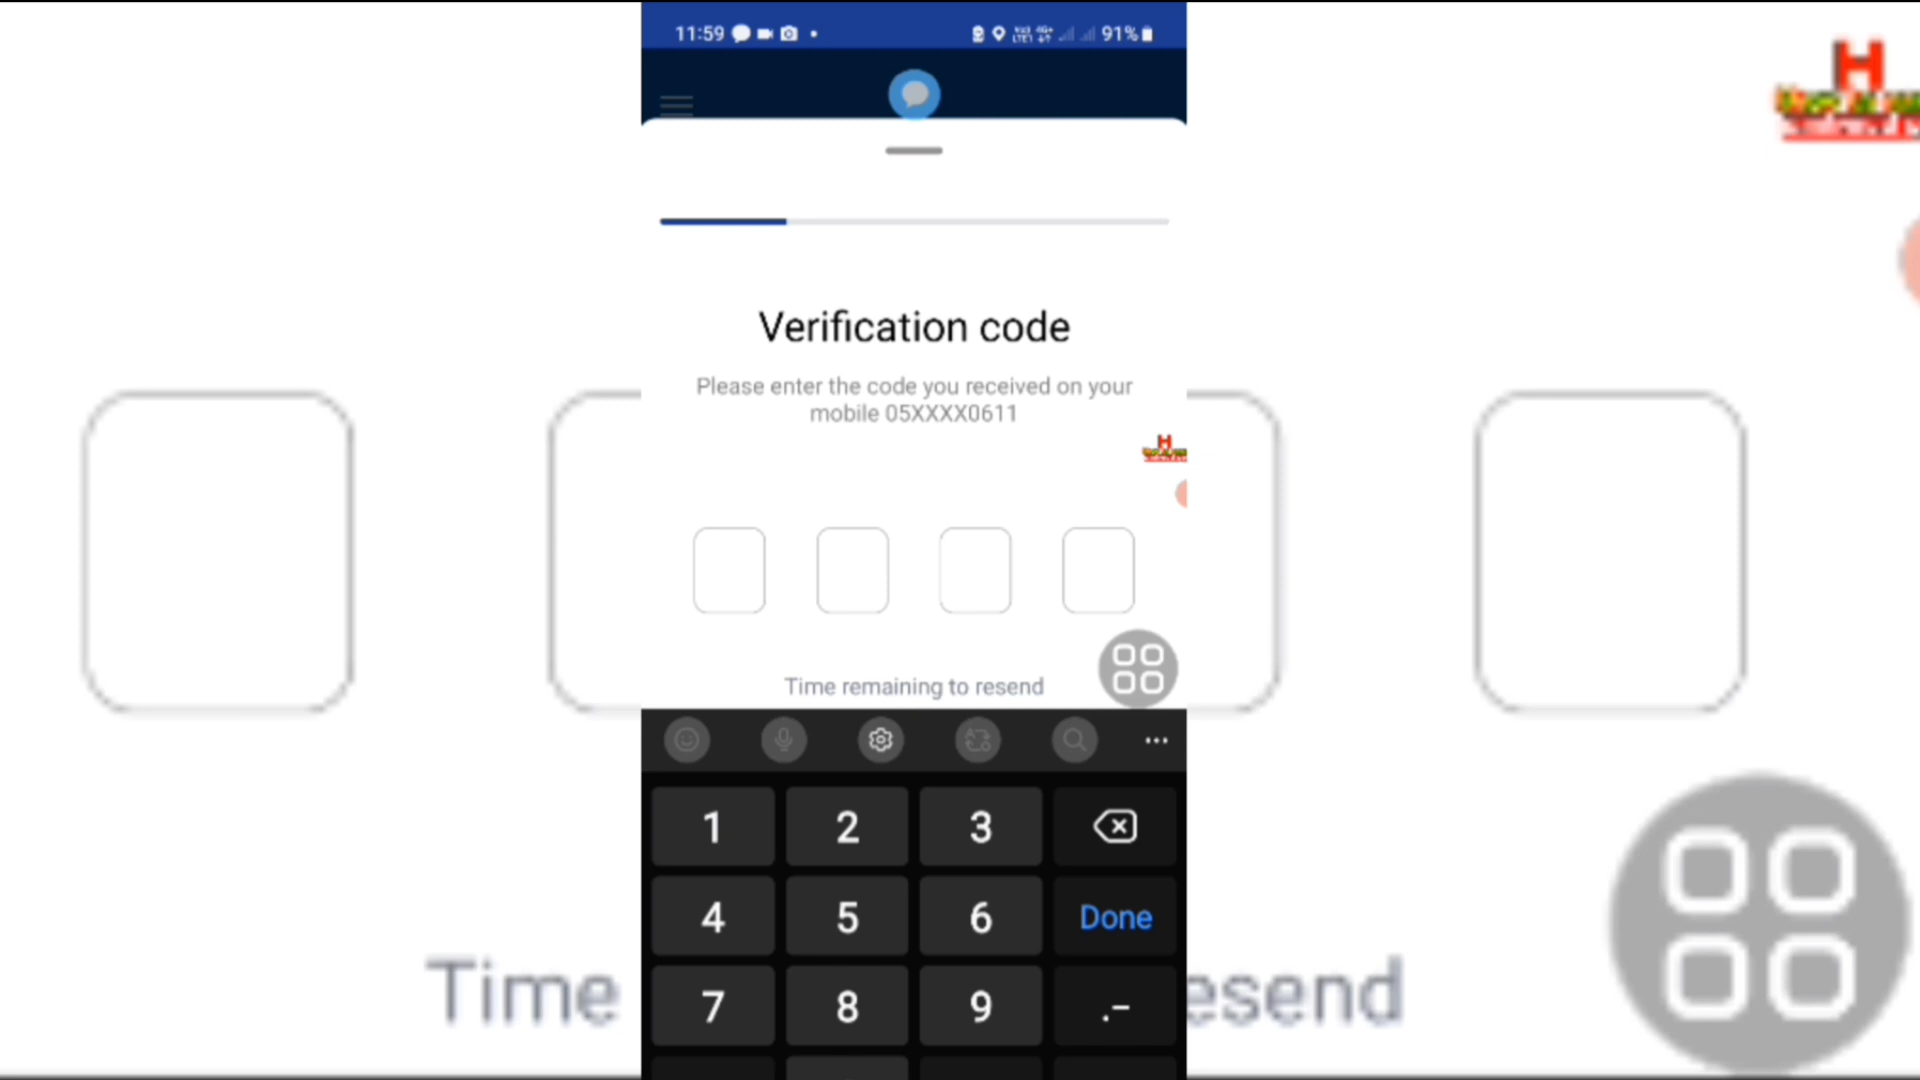 11:59
91%
Verification code
Please enter the code you received on your
mobile 05XXXX0611
H
H
Time remaining to resend
1 2 3
4 5 6 Done
7 8 9 .-
Time esend